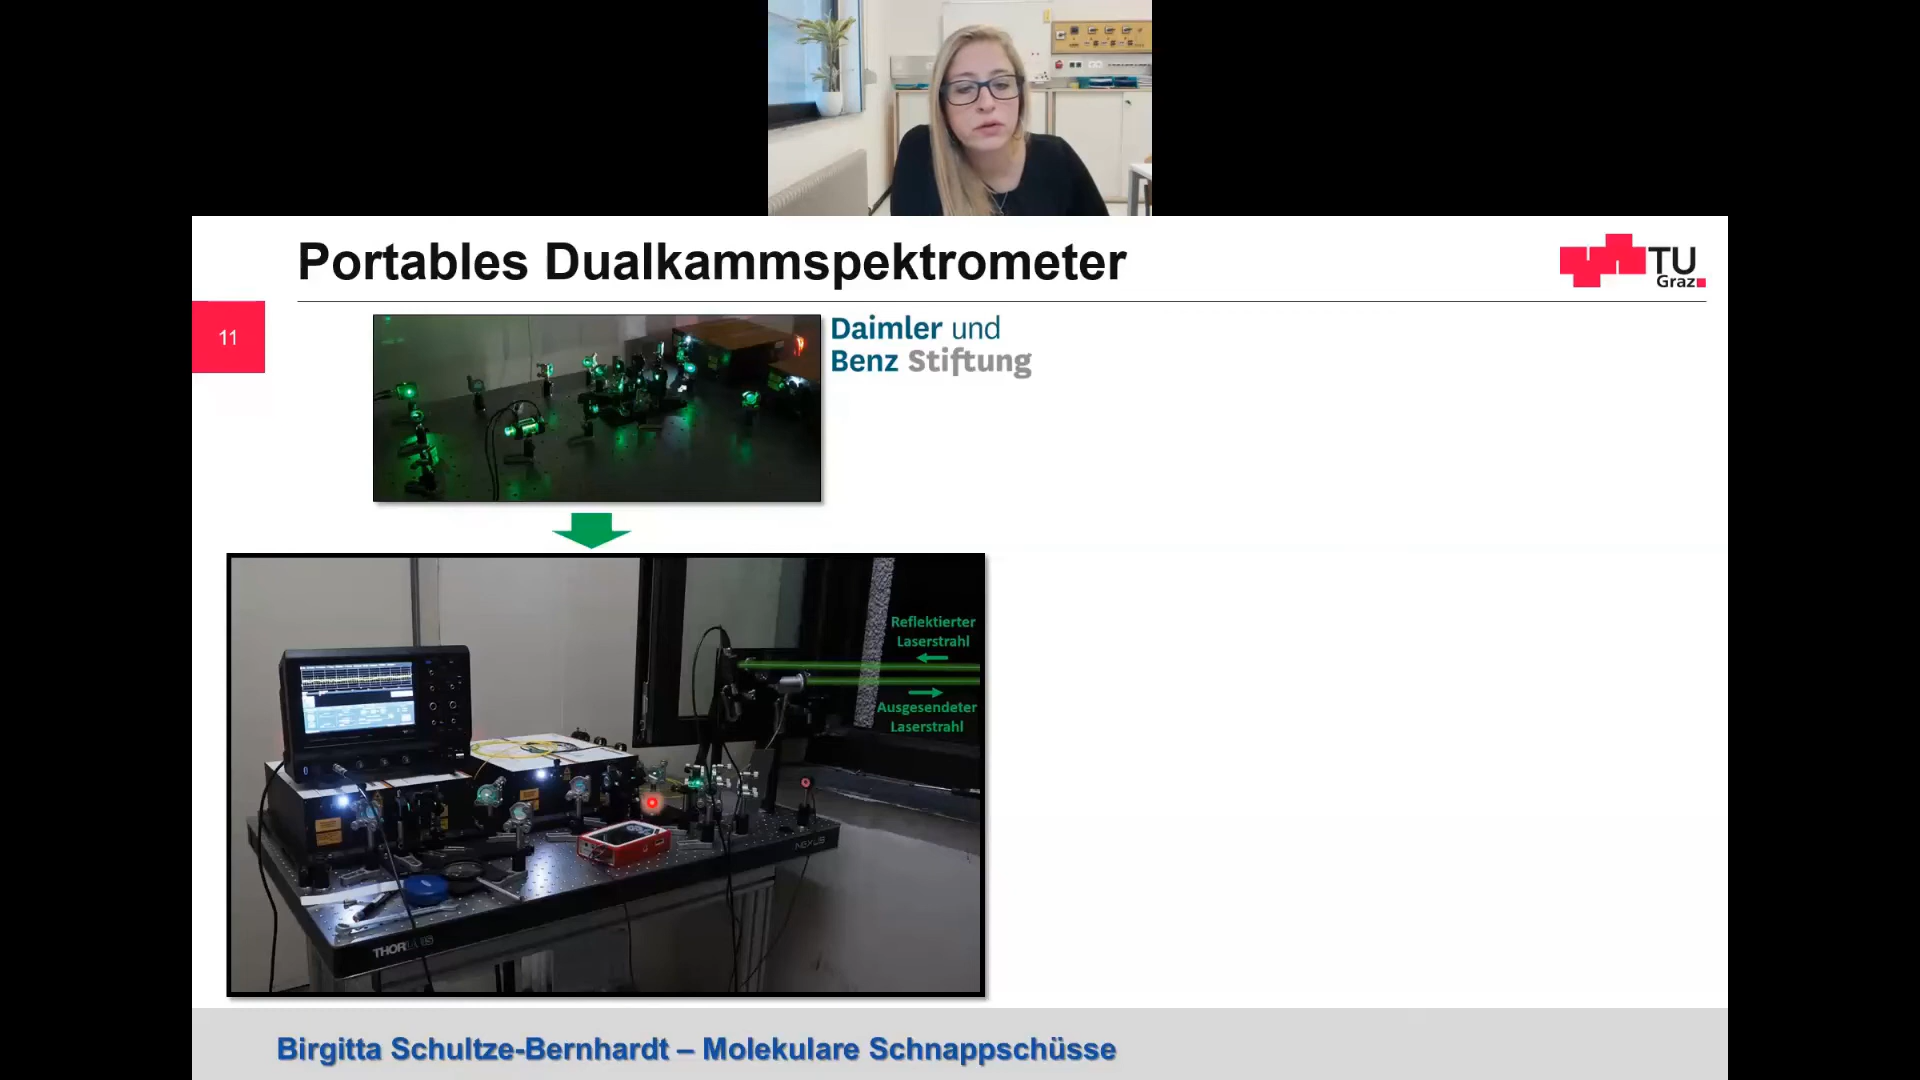 Portables Dualkammspektrometer
TU
Graz
11
Daimler und
Benz Stiftung
Reflektierter
Laserstrahl
Ausgesendeter
Laserstrahl
NEXUS
THORLABS
Birgitta Schultze-Bernhardt – Molekulare Schnappschüsse